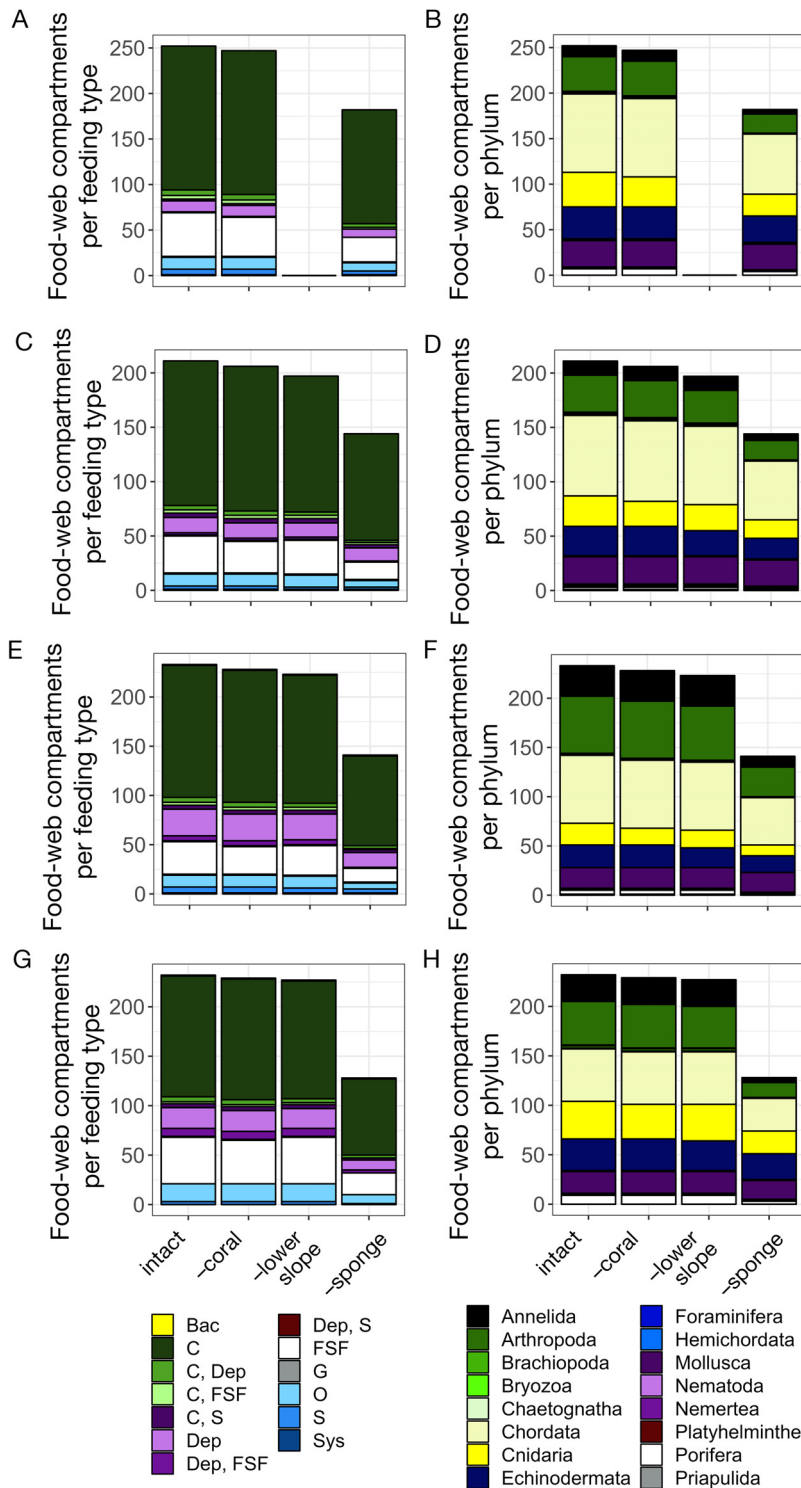 A
B
Food-web compartments
per feeding type
250
200
150
100
50
0
Food-web compartments
per phylum
250
200
150
100
50
0
C
D
Food-web compartments
per feeding type
200
150
100
50
0
Food-web compartments
per phylum
200
150
100
50
0
E
F
Food-web compartments
per feeding type
200
150
100
50
0
Food-web compartments
per phylum
200
150
100
50
0
G
H
Food-web compartments
per feeding type
200
150
100
50
0
Food-web compartments
per phylum
200
150
100
50
0
intact
−coral
−lower
slope
−sponge
intact
−coral
−lower
slope
−sponge
Bac
C
C, Dep
C, FSF
C, S
Dep
Dep, FSF
Dep, S
FSF
G
O
S
Sys
Annelida
Arthropoda
Brachiopoda
Bryozoa
Chaetognatha
Chordata
Cnidaria
Echinodermata
Foraminifera
Hemichordata
Mollusca
Nematoda
Nemertea
Platyhelminthe
Porifera
Priapulida